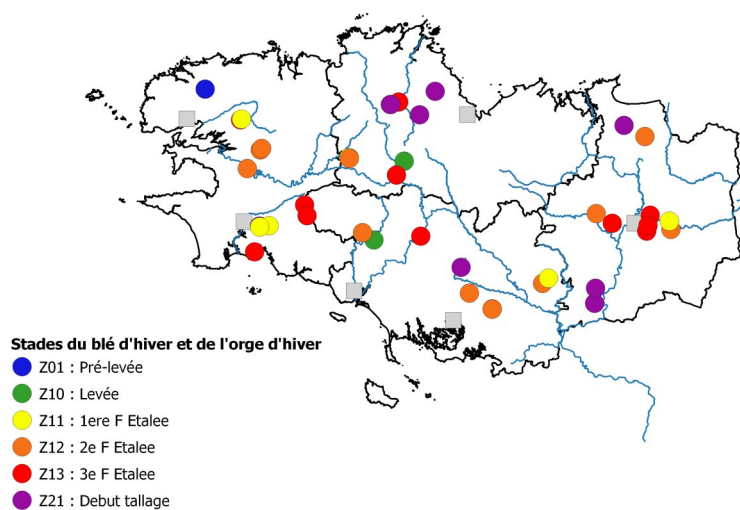 Stades du blé d'hiver et de l'orge d'hiver
Z01 : Pré-levée
Z10 : Levée
Z11 : 1ere F Etalee
Z12 : 2e F Etalee
Z13 : 3e F Etalee
Z21 : Debut tallage